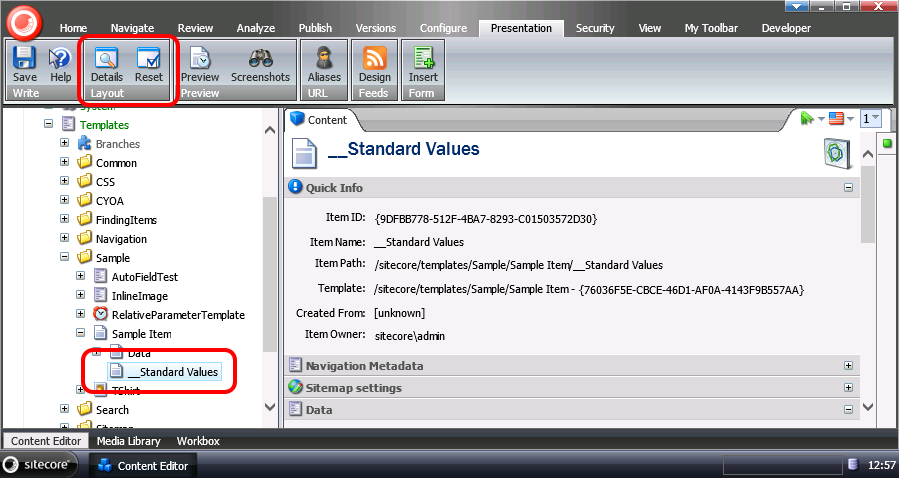 Home Navigate Review Analyze Publish Versions Configure Presentation Security View My Toolbar Developer
Save Help Details Reset Preview Screenshots Aliases Design Insert
Write Layout Preview URL Feeds Form
System
Templates
Branches
Common
CSS
CYOA
FindingItems
Navigation
Sample
AutoFieldTest
InlineImage
RelativeParameterTemplate
Sample Item
Data
__Standard Values
TShirt
Search
Sitemap
Content
1
__Standard Values
Quick Info
Item ID: {9DFBB778-512F-4BA7-8293-C01503572D30}
Item Name: __Standard Values
Item Path: /sitecore/templates/Sample/Sample Item/__Standard Values
Template: /sitecore/templates/Sample/Sample Item - {76036F5E-CBCE-46D1-AF0A-4143F9B557AA}
Created From: [unknown]
Item Owner: sitecore\admin
Navigation Metadata
Sitemap settings
Data
Content Editor Media Library Workbox
sitecore Content Editor 12:57